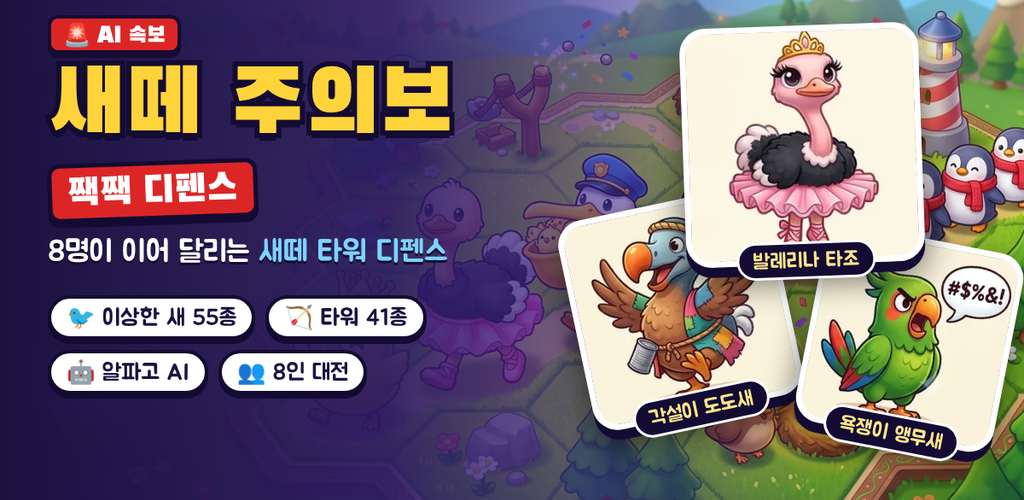 AI 속보
새떼 주의보
짹짹 디펜스
8명이 이어 달리는 새떼 타워 디펜스
이상한 새 55종
타워 41종
알파고 AI
8인 대전
발레리나 타조
각설이 도도새
#$%&!
욕쟁이 앵무새